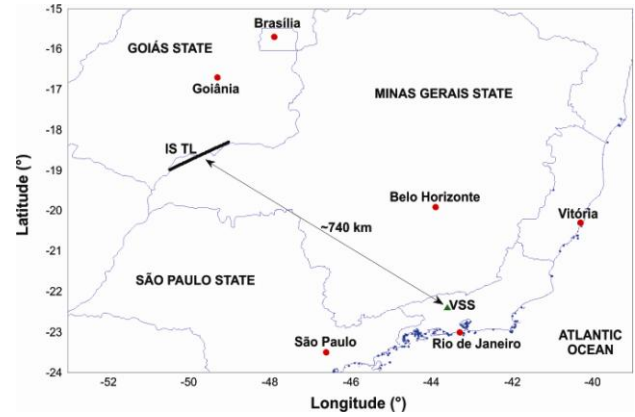 -15
Brasília
-16
GOIÁS STATE
-17
Goiânia
MINAS GERAIS STATE
-18
IS TL
-19
Latitude (°)
-20
Belo Horizonte
Vitória
~740 km
-21
SÃO PAULO STATE
-22
VSS
-23
São Paulo
Rio de Janeiro
ATLANTIC
OCEAN
-24
-52
-50
-48
-46
-44
-42
-40
Longitude (°)